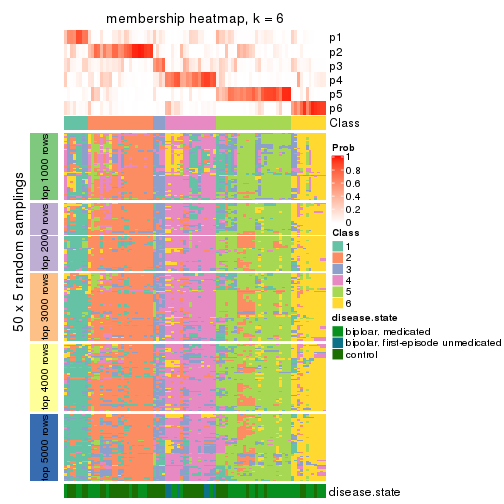 membership heatmap, k = 6
p1
p2
p3
p4
p5
p6
Class
50 x 5 random samplings
top 1000 rows
top 2000 rows
top 3000 rows
top 4000 rows
top 5000 rows
Prob
1
0.8
0.6
0.4
0.2
0
Class
1
2
3
4
5
6
disease.state
biploar, medicated
bipolar, first-episode unmedicated
control
disease.state